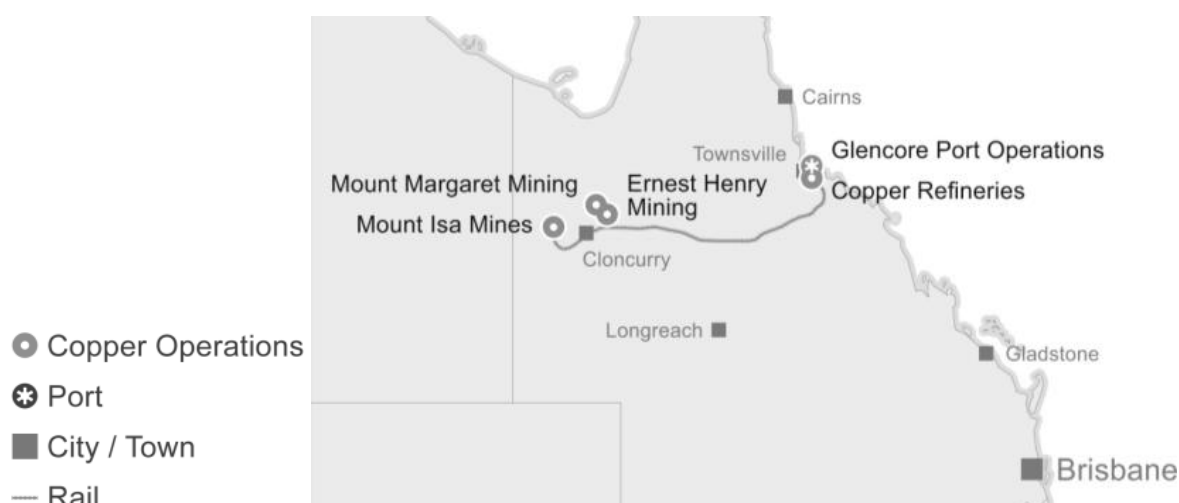 Cairns
Townsville
Glencore Port Operations
Copper Refineries
Mount Margaret Mining
Ernest Henry
Mining
Mount Isa Mines
Cloncurry
Longreach
Gladstone
Brisbane
Copper Operations
Port
City / Town
Rail